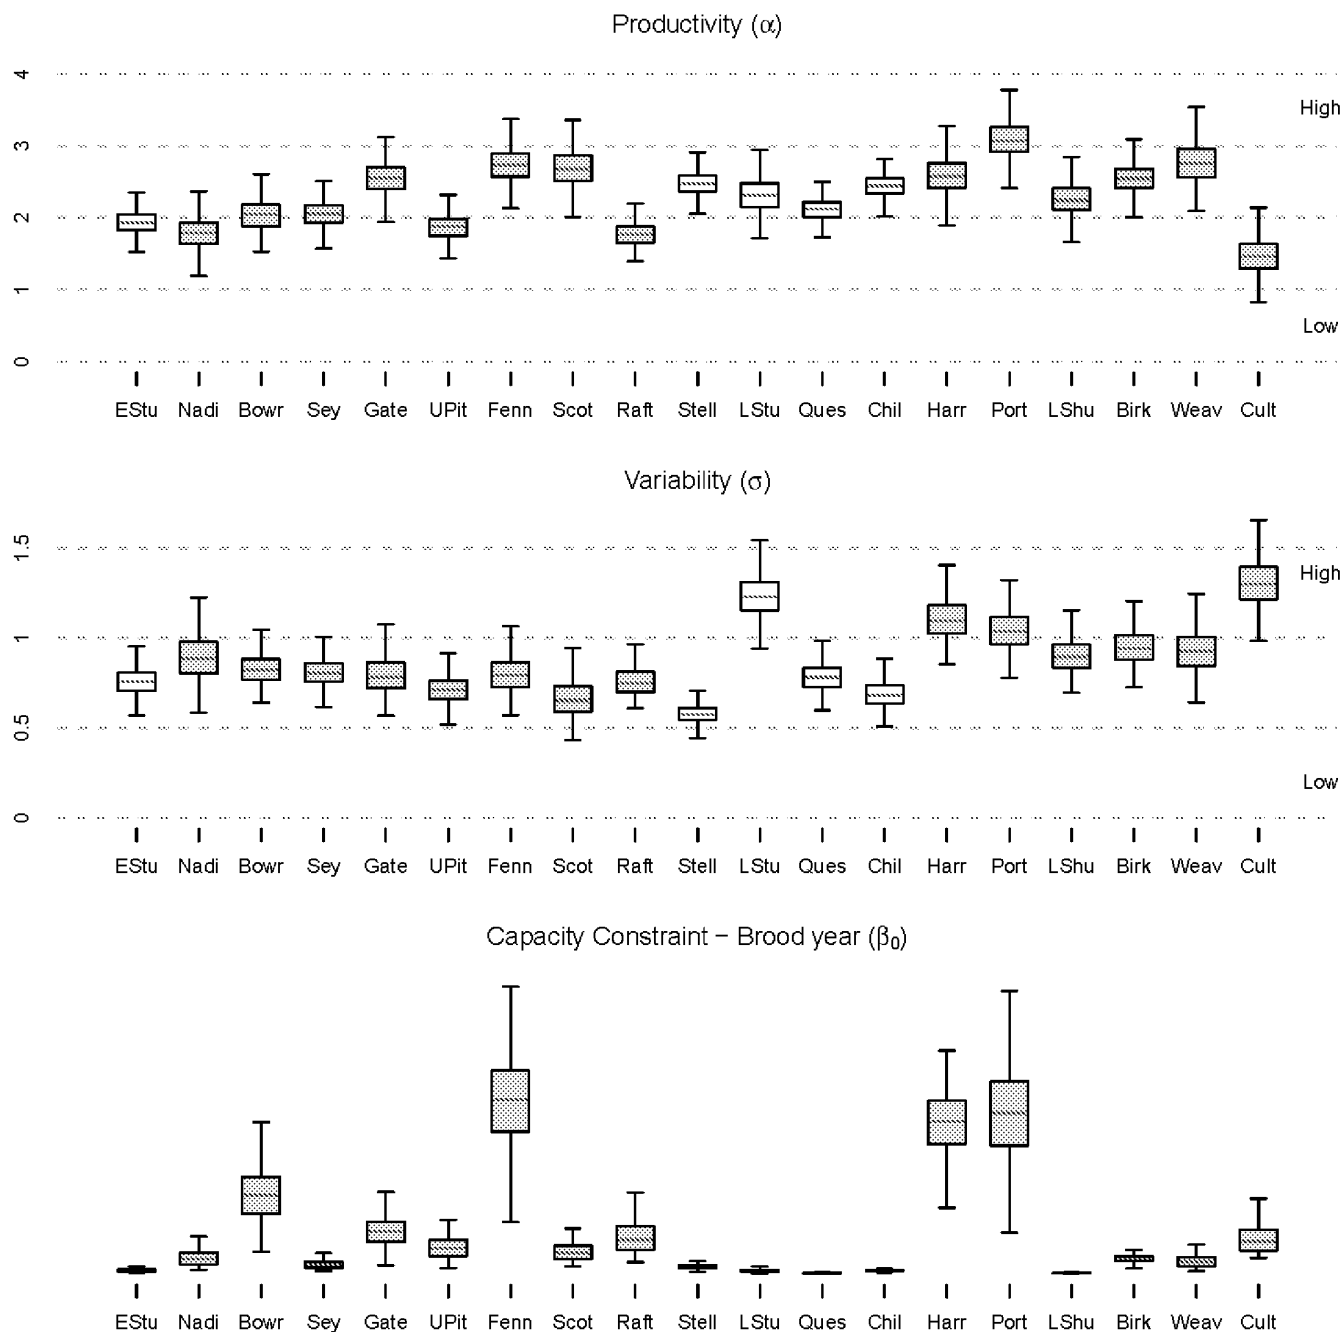 Productivity (α)
4
High
3
2
1
Low
0
EStu Nadi Bowr Sey Gate UPit Fenn Scot Raft Stell LStu Ques Chil Harr Port LShu Birk Weav Cult
Variability (σ)
1.5
High
1
0.5
Low
0
EStu Nadi Bowr Sey Gate UPit Fenn Scot Raft Stell LStu Ques Chil Harr Port LShu Birk Weav Cult
Capacity Constraint – Brood year (β₀)
EStu Nadi Bowr Sey Gate UPit Fenn Scot Raft Stell LStu Ques Chil Harr Port LShu Birk Weav Cult